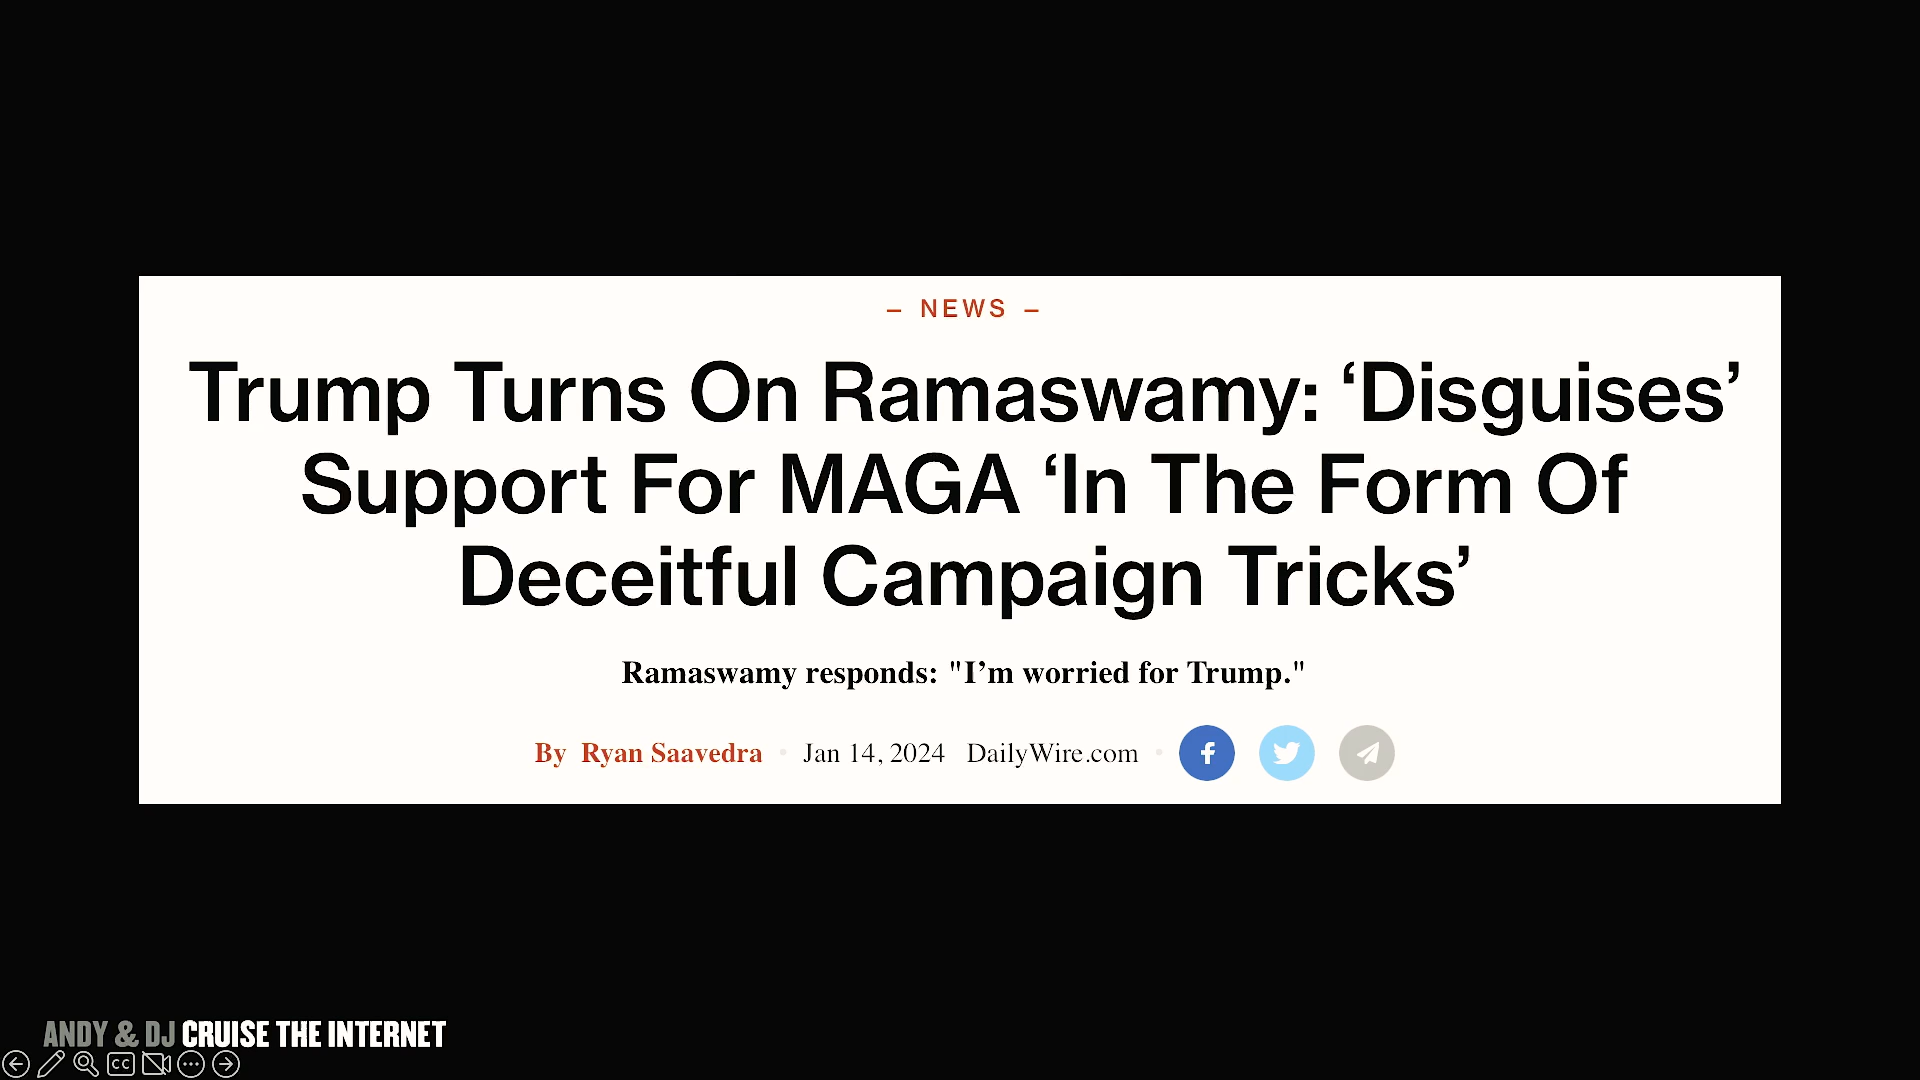 – NEWS –
Trump Turns On Ramaswamy: ‘Disguises’
Support For MAGA ‘In The Form Of
Deceitful Campaign Tricks’
Ramaswamy responds: "I’m worried for Trump."
By Ryan Saavedra • Jan 14, 2024 DailyWire.com •
ANDY & DJ CRUISE THE INTERNET
CC